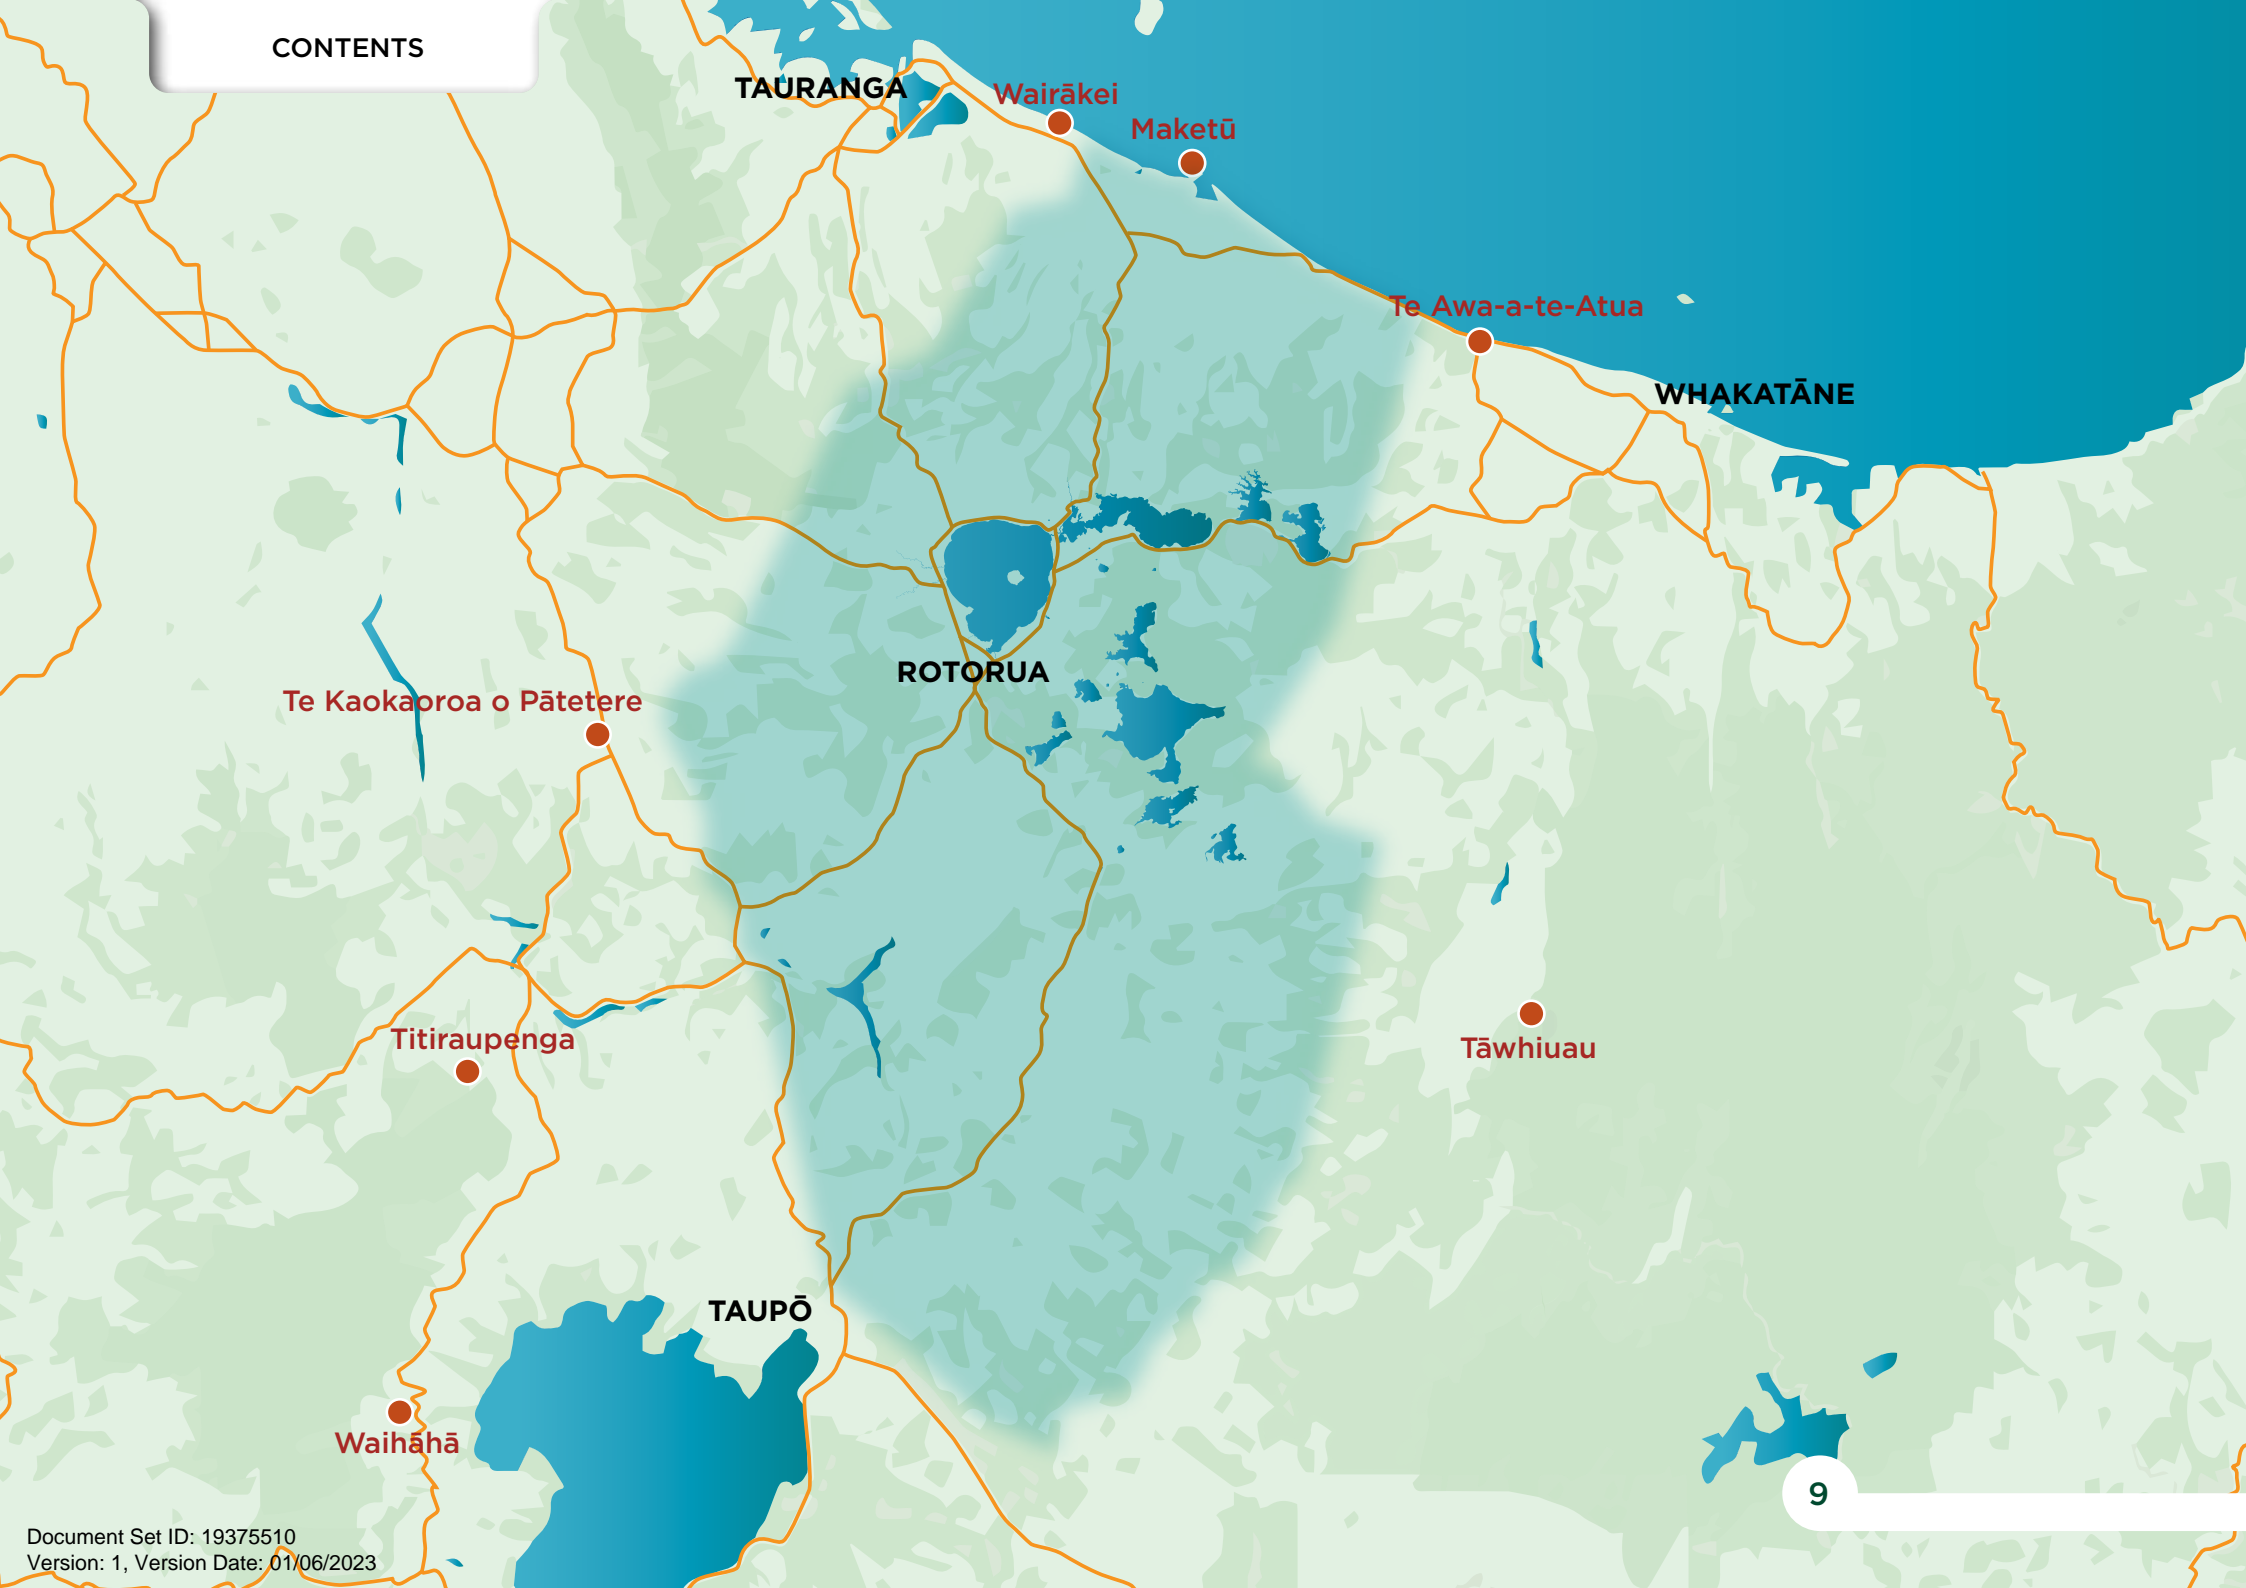 CONTENTS
TAURANGA
Wairākei
Maketū
Te Awa-a-te-Atua
WHAKATĀNE
ROTORUA
Te Kaokaoroa o Pātetere
Titiraupenga
Tāwhiuau
TAUPŌ
Waihāhā
9
Document Set ID: 19375510
Version: 1, Version Date: 01/06/2023